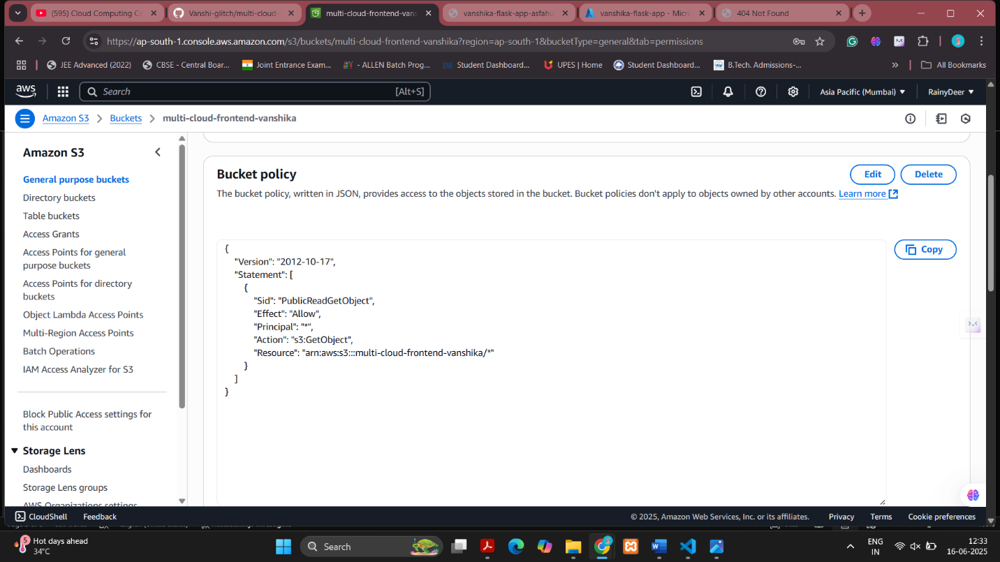 (595) Cloud Computing C
Vanshi-glitch/multi-cloud-
multi-cloud-frontend-vans
vanshika-flask-app-asfahu
vanshika-flask-app - Micro
404 Not Found
https://ap-south-1.console.aws.amazon.com/s3/buckets/multi-cloud-frontend-vanshika?region=ap-south-1&bucketType=general&tab=permissions
JEE Advanced (2022)
CBSE - Central Boar...
Joint Entrance Exam...
- ALLEN Batch Prog...
Student Dashboard...
UPES | Home
Student Dashboard...
B.Tech. Admissions-...
»
All Bookmarks
aws
Search
[Alt+S]
Asia Pacific (Mumbai)
RainyDeer
Amazon S3
Buckets
multi-cloud-frontend-vanshika
Amazon S3
General purpose buckets
Directory buckets
Table buckets
Access Grants
Access Points for general
purpose buckets
Access Points for directory
buckets
Object Lambda Access Points
Multi-Region Access Points
Batch Operations
IAM Access Analyzer for S3
Block Public Access settings for
this account
Storage Lens
Dashboards
Storage Lens groups
AWS Organizations settings
Bucket policy
Edit
Delete
The bucket policy, written in JSON, provides access to the objects stored in the bucket. Bucket policies don't apply to objects owned by other accounts. Learn more
Copy
{
"Version": "2012-10-17",
"Statement": [
{
"Sid": "PublicReadGetObject",
"Effect": "Allow",
"Principal": "*",
"Action": "s3:GetObject",
"Resource": "arn:aws:s3:::multi-cloud-frontend-vanshika/*"
}
]
}
CloudShell
Feedback
© 2025, Amazon Web Services, Inc. or its affiliates.
Privacy
Terms
Cookie preferences
5
Hot days ahead
34°C
Search
ENG
IN
12:33
16-06-2025